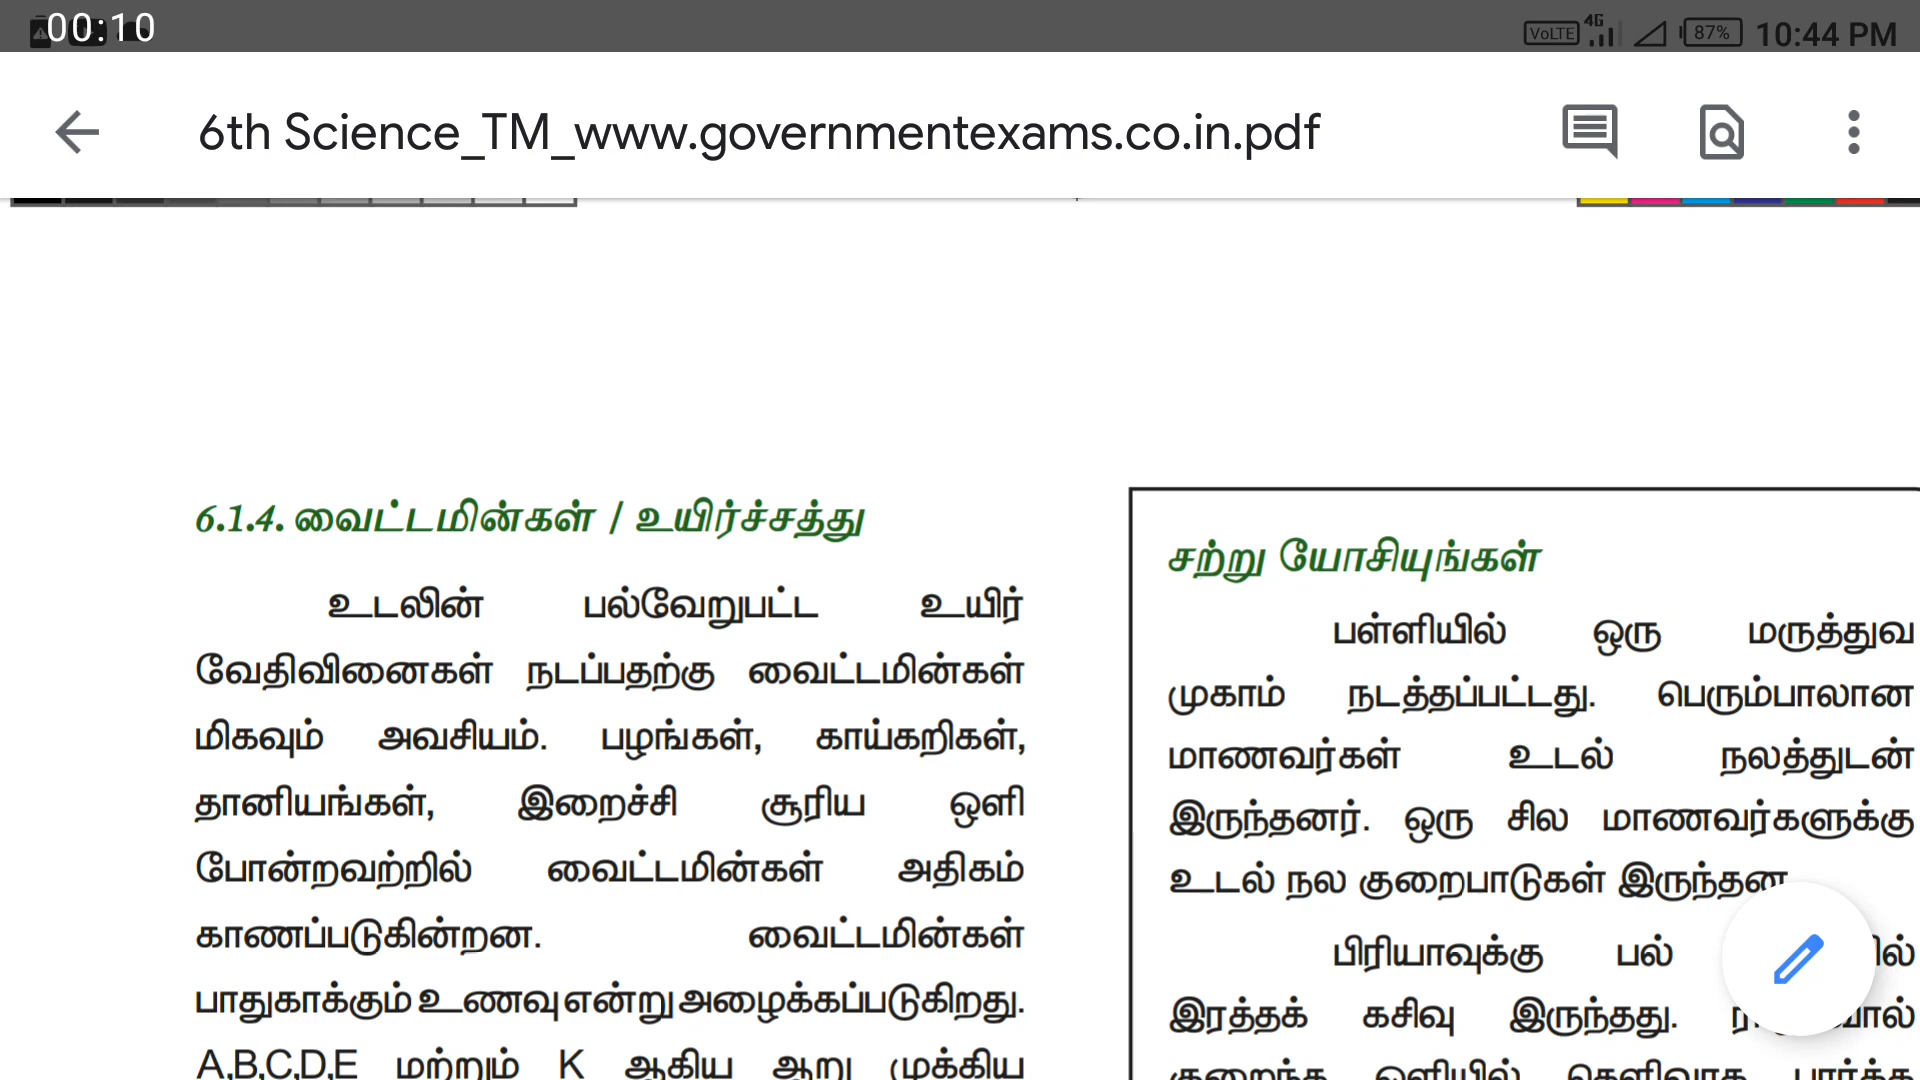 00:10
VoLTE 4G 87% 10:44 PM
6th Science_TM_www.governmentexams.co.in.pdf
6.1.4. வைட்டமின்கள் / உயிர்ச்சத்து
உடலின் பல்வேறுபட்ட உயிர்
வேதிவினைகள் நடப்பதற்கு வைட்டமின்கள்
மிகவும் அவசியம். பழங்கள், காய்கறிகள்,
தானியங்கள், இறைச்சி சூரிய ஒளி
போன்றவற்றில் வைட்டமின்கள் அதிகம்
காணப்படுகின்றன. வைட்டமின்கள்
பாதுகாக்கும் உணவு என்று அழைக்கப்படுகிறது.
A,B,C,D,E மற்றும் K ஆகிய ஆறு முக்கிய
சற்று யோசியுங்கள்
பள்ளியில் ஒரு மருத்துவ
முகாம் நடத்தப்பட்டது. பெரும்பாலான
மாணவர்கள் உடல் நலத்துடன்
இருந்தனர். ஒரு சில மாணவர்களுக்கு
உடல் நல குறைபாடுகள் இருந்தன
பிரியாவுக்கு பல்
இரத்தக் கசிவு இருந்தது.
குறைந்த ஒளியில் தெளிவாக பார்க்க